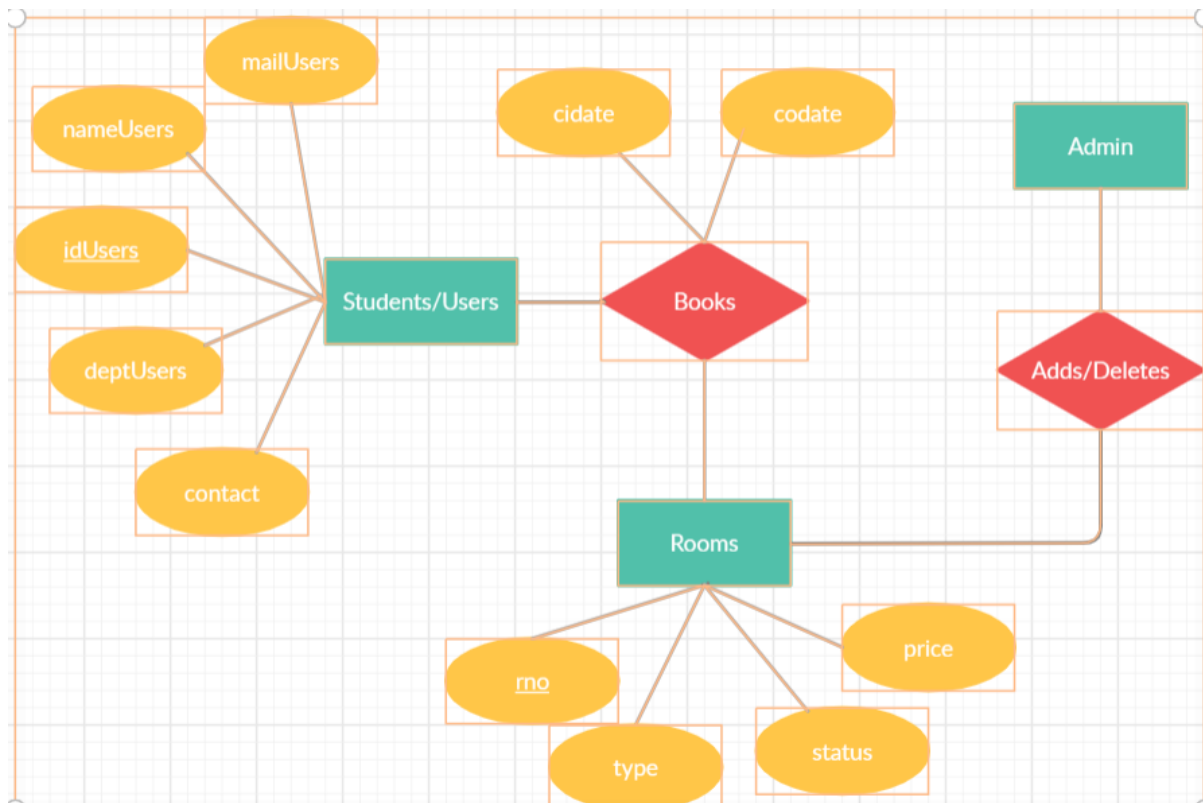 mailUsers
nameUsers
cidate
codate
Admin
idUsers
Students/Users
Books
deptUsers
Adds/Deletes
contact
Rooms
rno
price
type
status